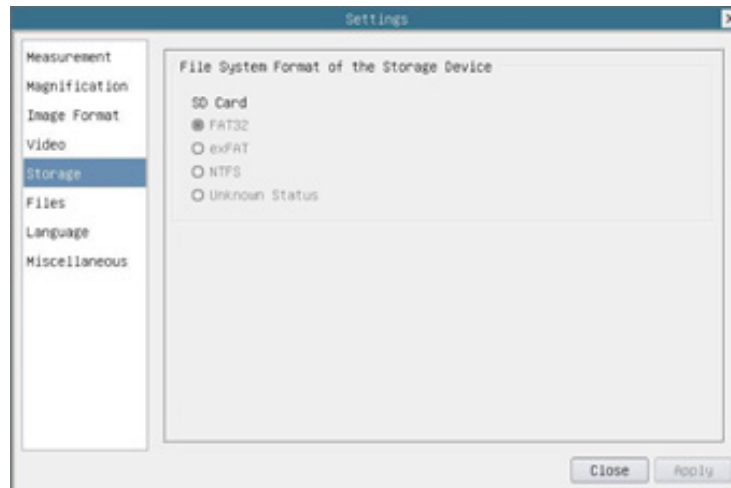 Settings
Measurement
Magnification
Image Format
Video
Storage
Files
Language
Miscellaneous
File System Format of the Storage Device
SD Card
FAT32
exFAT
NTFS
Unknown Status
Close
Apply